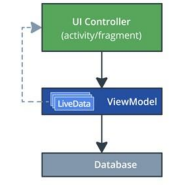 UI Controller
(activity/fragment)
LiveData
ViewModel
Database